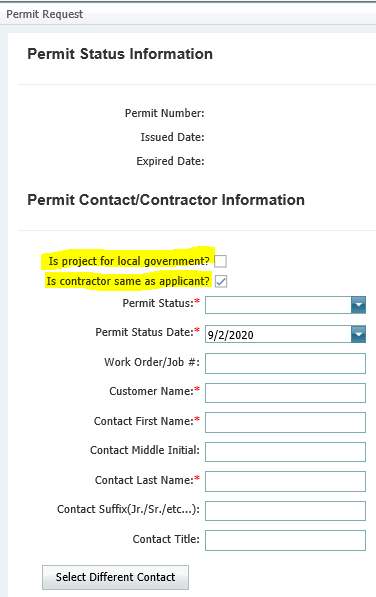 Permit Request
Permit Status Information
Permit Number:
Issued Date:
Expired Date:
Permit Contact/Contractor Information
Is project for local government?
Is contractor same as applicant?
Permit Status:*
Permit Status Date:* 9/2/2020
Work Order/Job #:
Customer Name:*
Contact First Name:*
Contact Middle Initial:
Contact Last Name:*
Contact Suffix(Jr./Sr./etc...):
Contact Title:
Select Different Contact